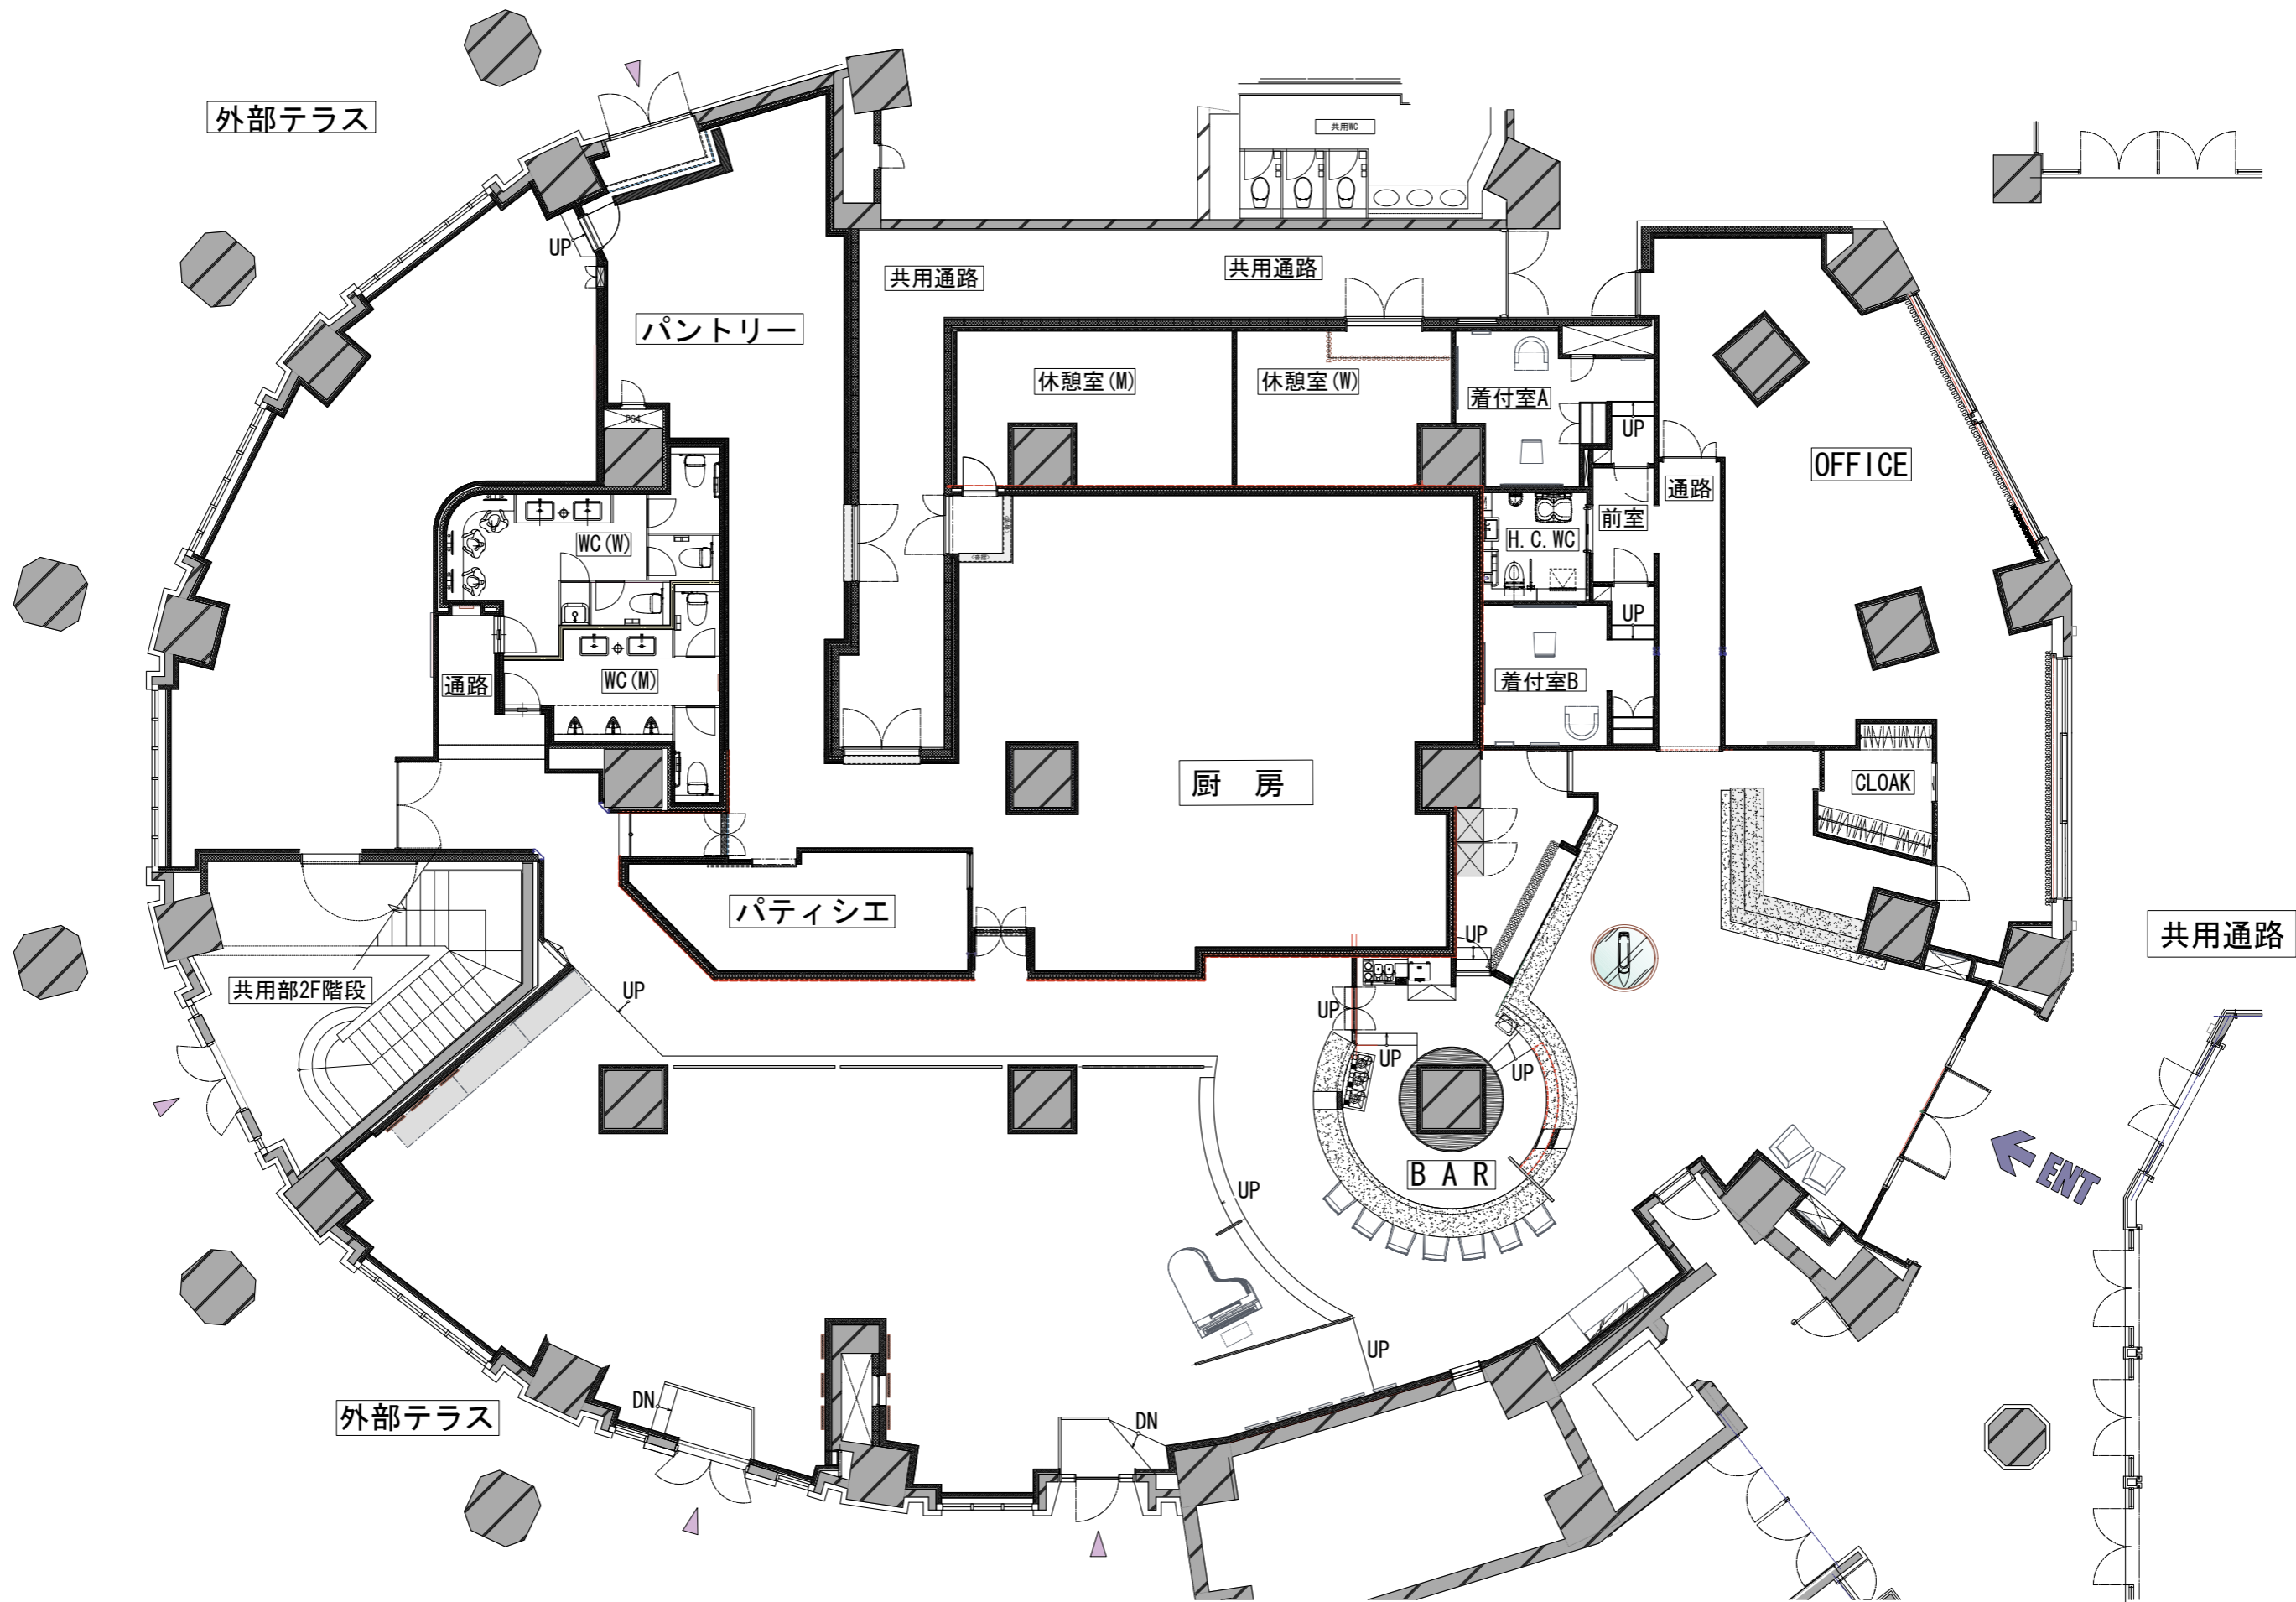 外部テラス
共用WC
UP
共用通路
共用通路
パントリー
休憩室(M)
休憩室(W)
着付室A
PS4
UP
OFFICE
通路
前室
WC(W)
H.C.WC
UP
通路
WC(M)
着付室B
厨 房
CLOAK
パティシエ
共用通路
UP
共用部2F階段
UP
UP
UP
UP
BAR
ENT
UP
UP
DN
外部テラス
DN